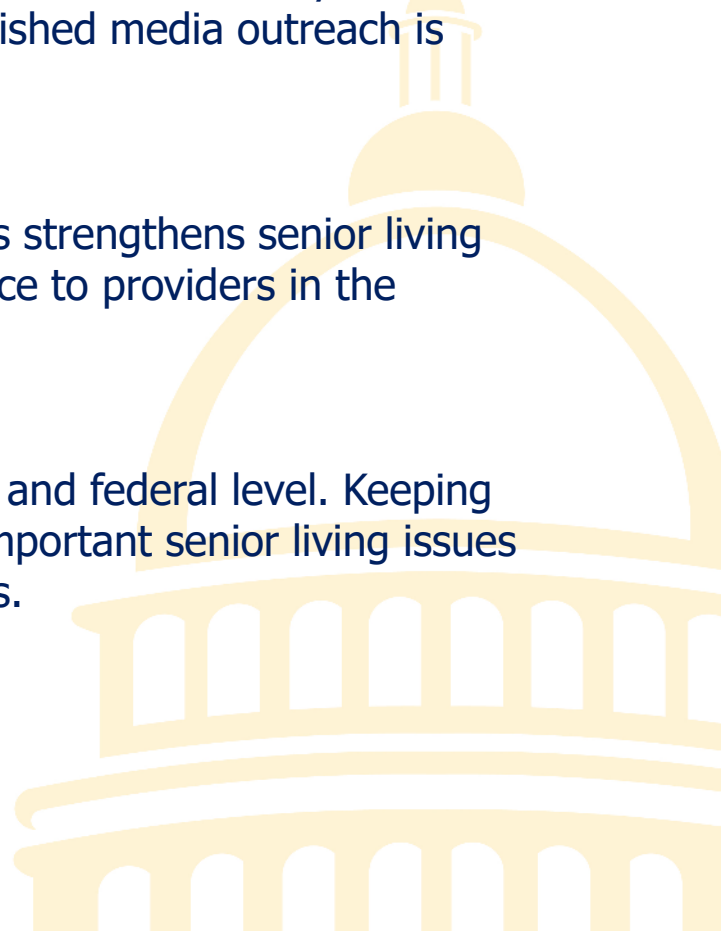 ished media outreach is
s strengthens senior living
ce to providers in the
and federal level. Keeping
mportant senior living issues
s.